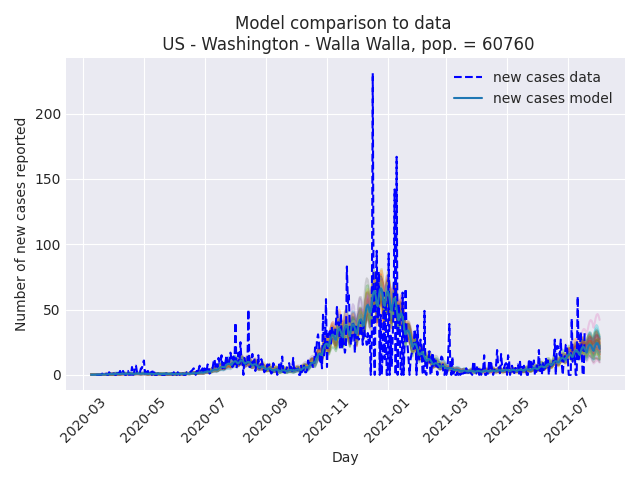 Model comparison to data
US - Washington - Walla Walla, pop. = 60760
new cases data
new cases model
Number of new cases reported
200
150
100
50
0
2020-03
2020-05
2020-07
2020-09
2020-11
2021-01
2021-03
2021-05
2021-07
Day